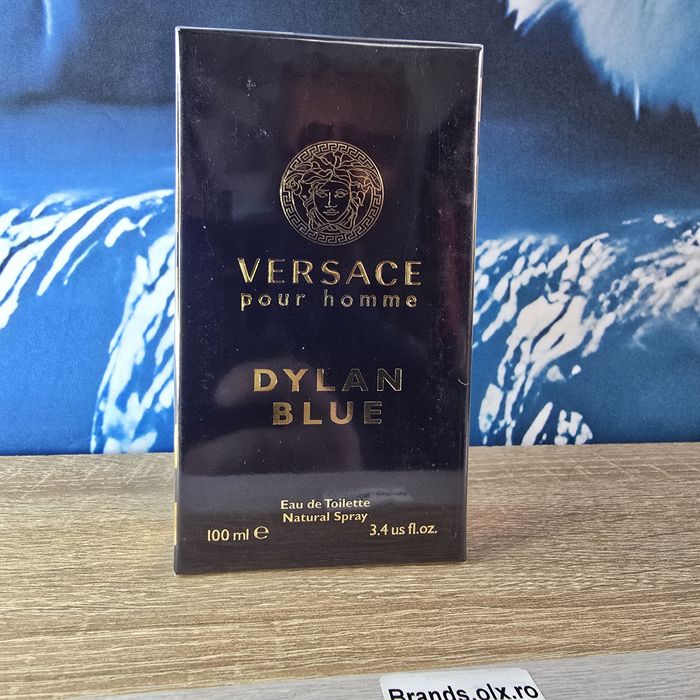 VERSACE
pour homme
DYLAN
BLUE
Eau de Toilette
Natural Spray
100 ml e 3.4 us fl.oz.
Brands.olx.ro